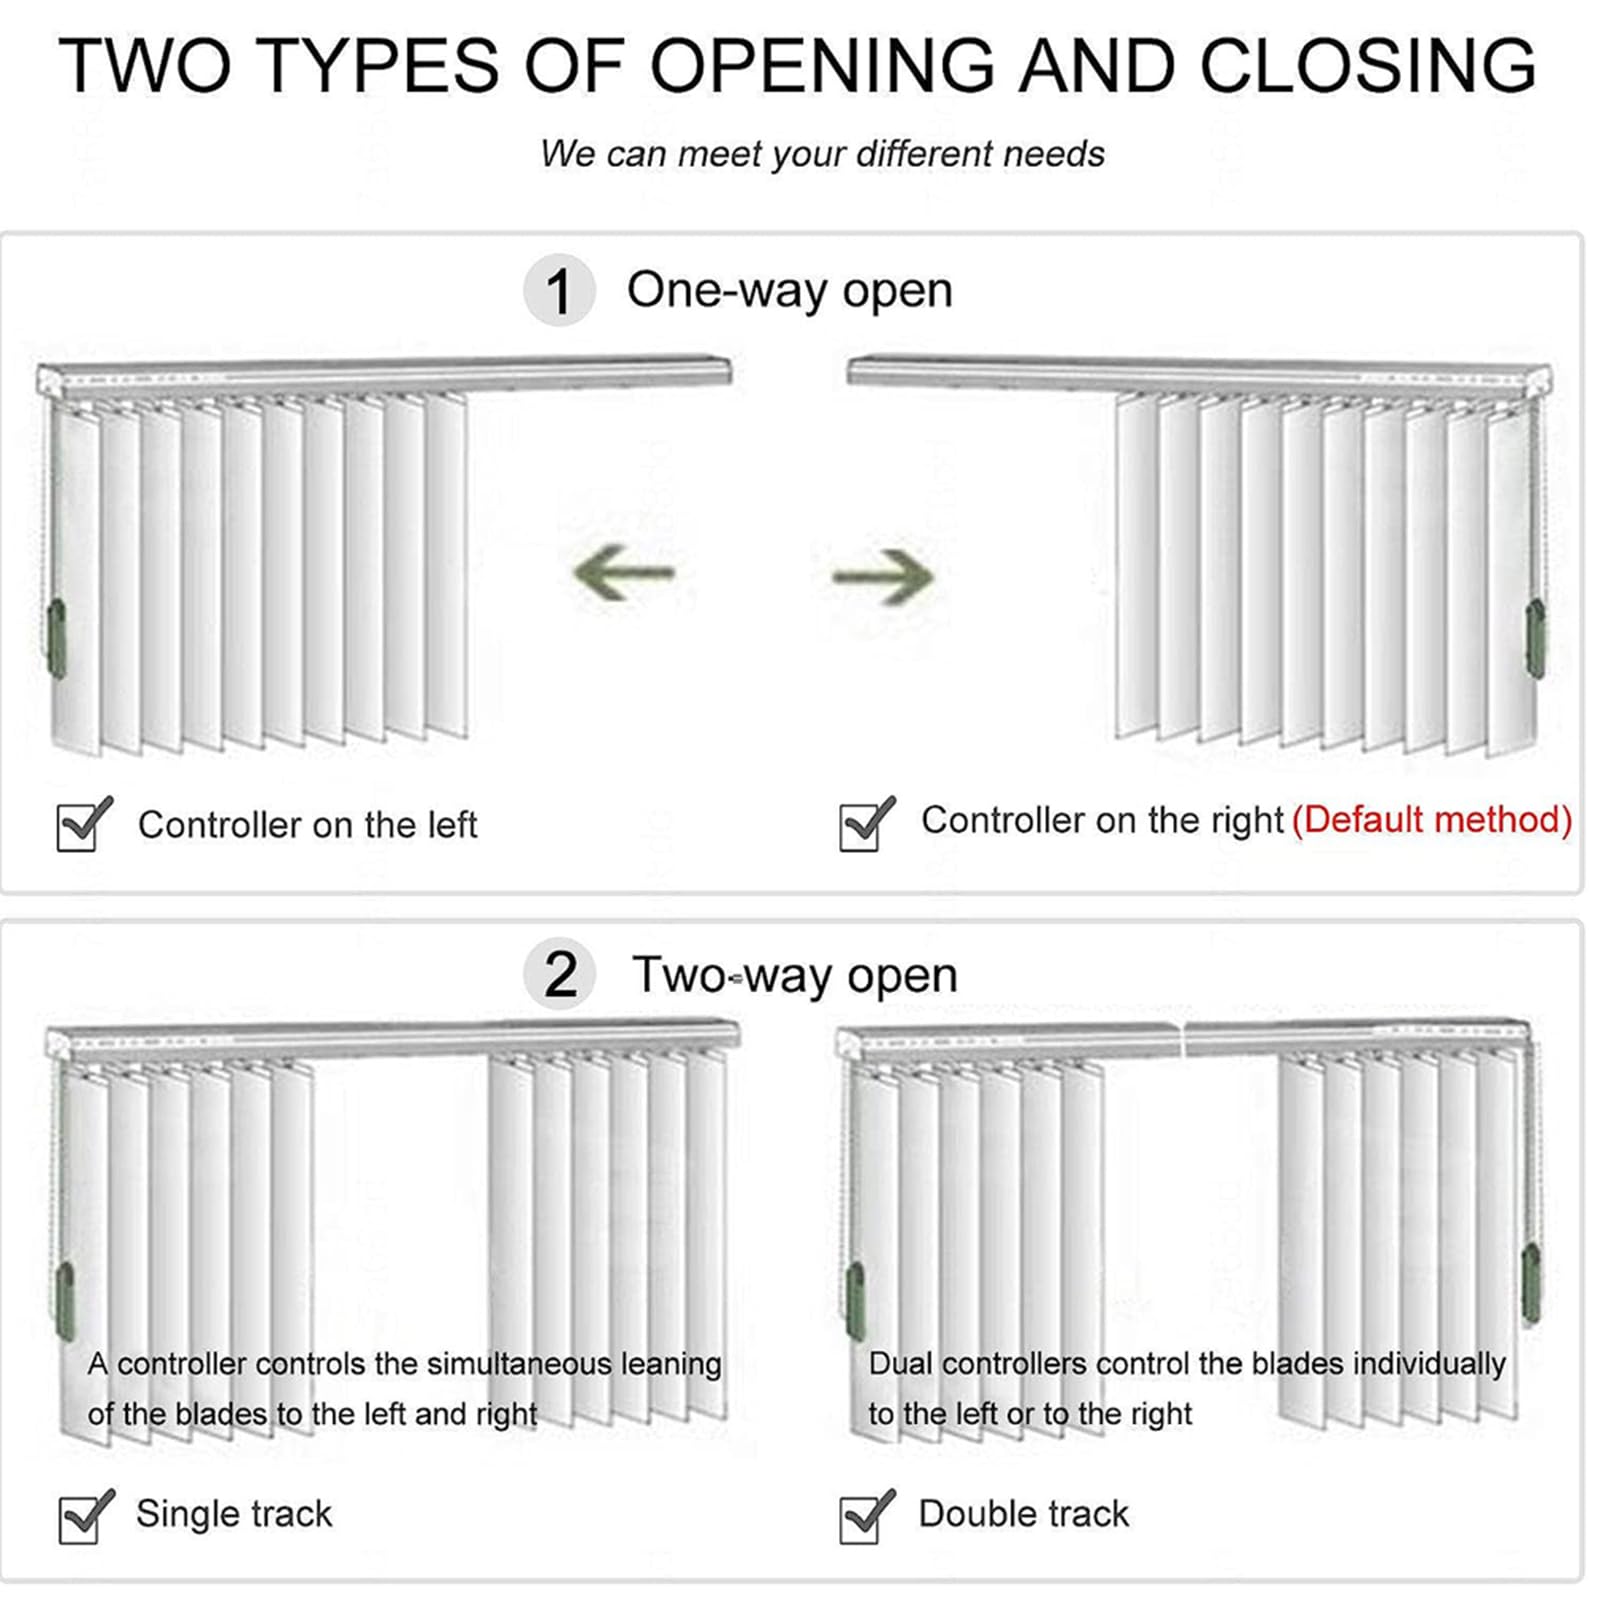 TWO TYPES OF OPENING AND CLOSING
We can meet your different needs
1 One-way open
Controller on the left
Controller on the right (Default method)
2 Two-way open
A controller controls the simultaneous leaning
of the blades to the left and right
Dual controllers control the blades individually
to the left or to the right
Single track
Double track